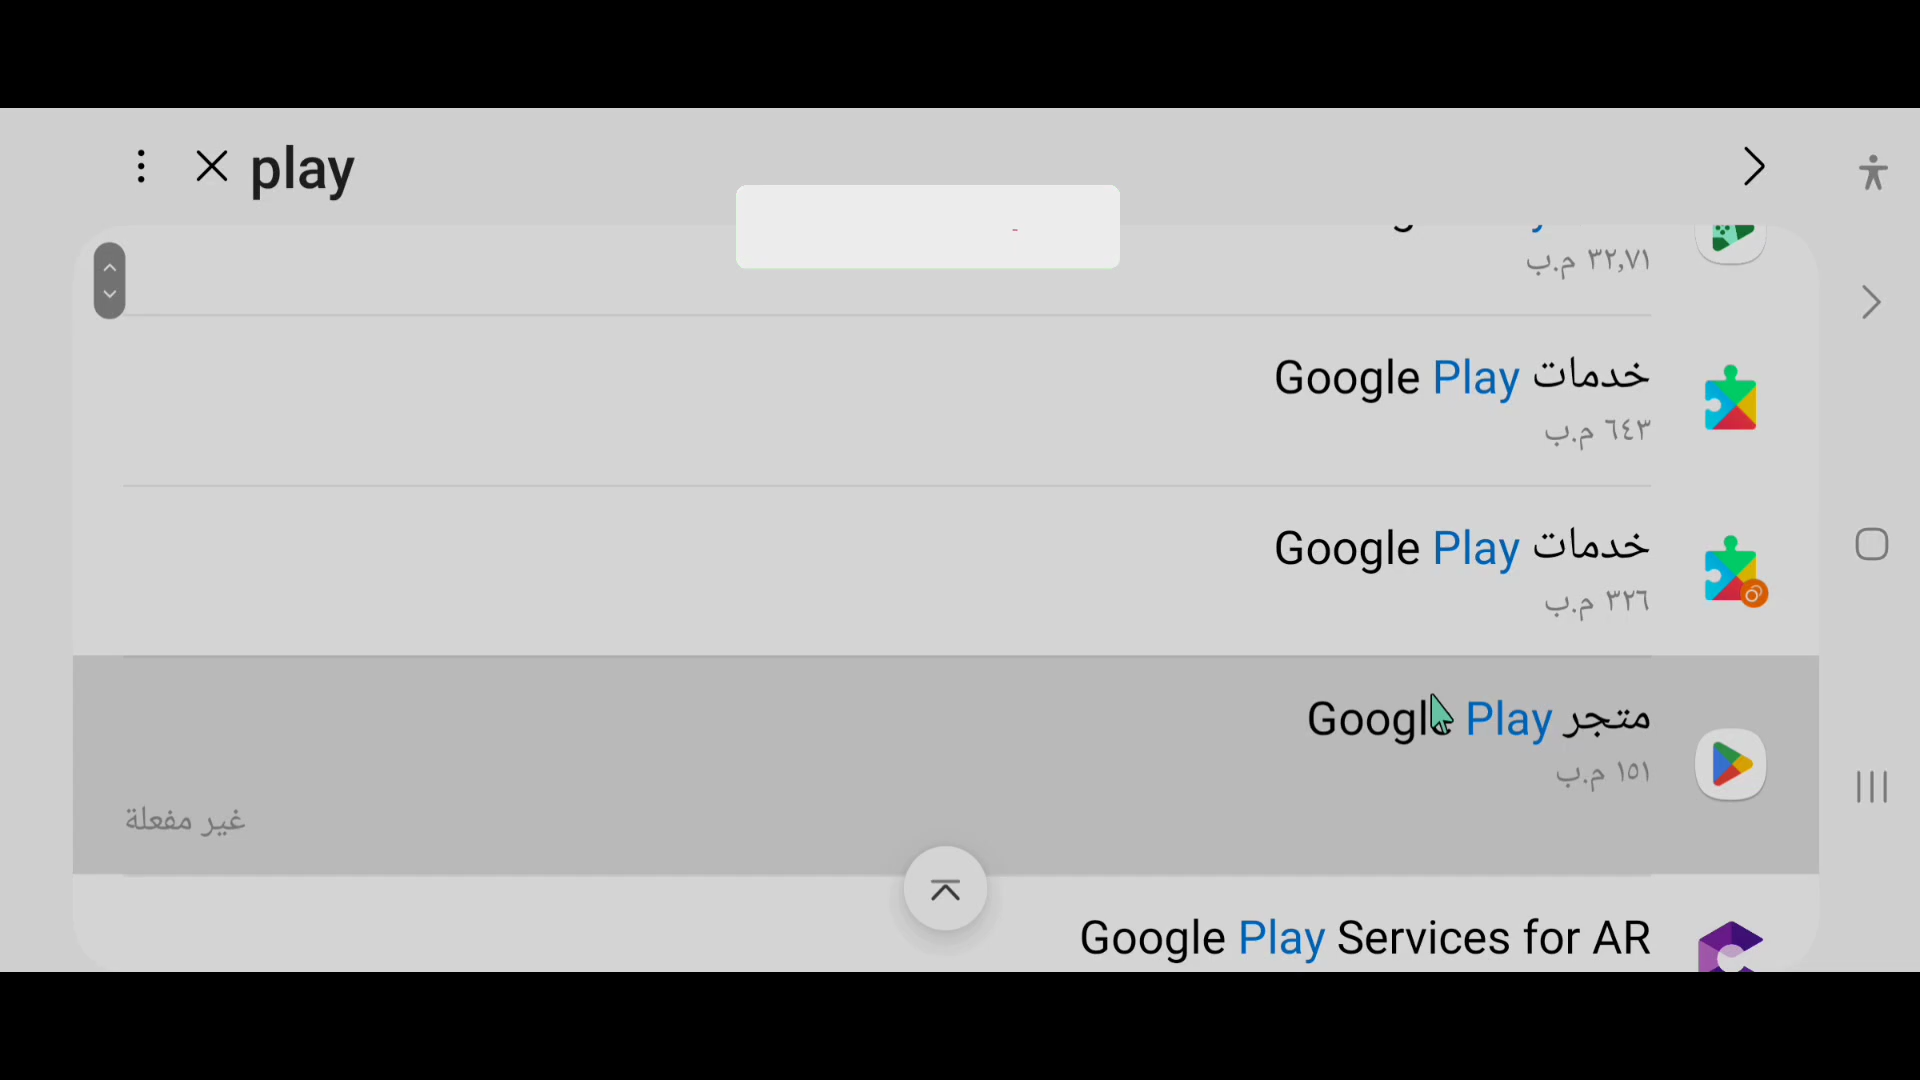 play
٣٢,٧١ م.ب
خدمات Google Play
٦٤٣ م.ب
خدمات Google Play
٣٢٦ م.ب
متجر Google Play
١٥١ م.ب
غير مفعلة
Google Play Services for AR